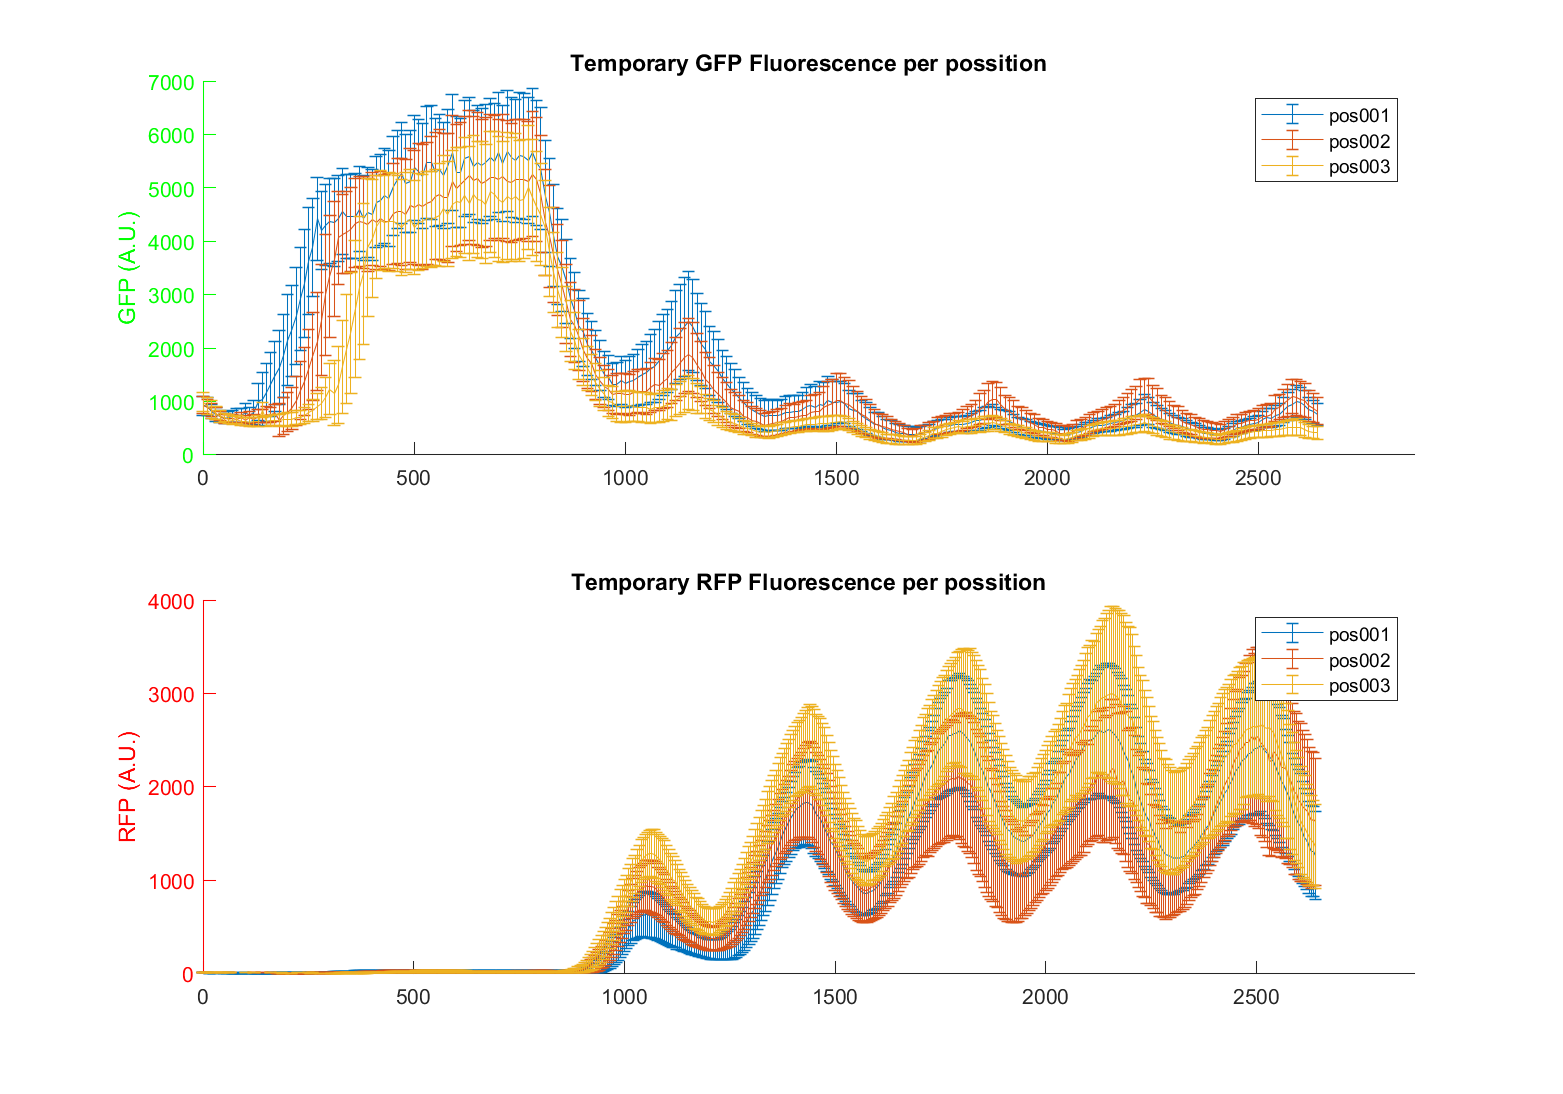 Temporary GFP Fluorescence per possition
GFP (A.U.)
7000
6000
5000
4000
3000
2000
1000
0
0 500 1000 1500 2000 2500
pos001
pos002
pos003
Temporary RFP Fluorescence per possition
RFP (A.U.)
4000
3000
2000
1000
0
0 500 1000 1500 2000 2500
pos001
pos002
pos003